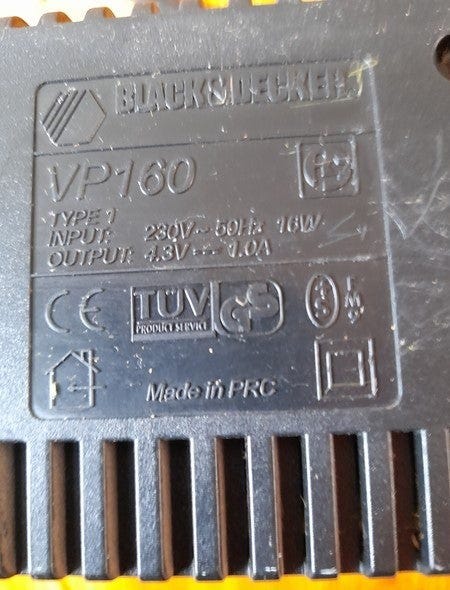 BLACK&DECKER
VP160
TYPE 1
INPUT: 230V~ 50Hz 16W
OUTPUT: 4.3V⎓ 1.0A
CE TÜV GS
PRODUCT SERVICE
Made in PRC